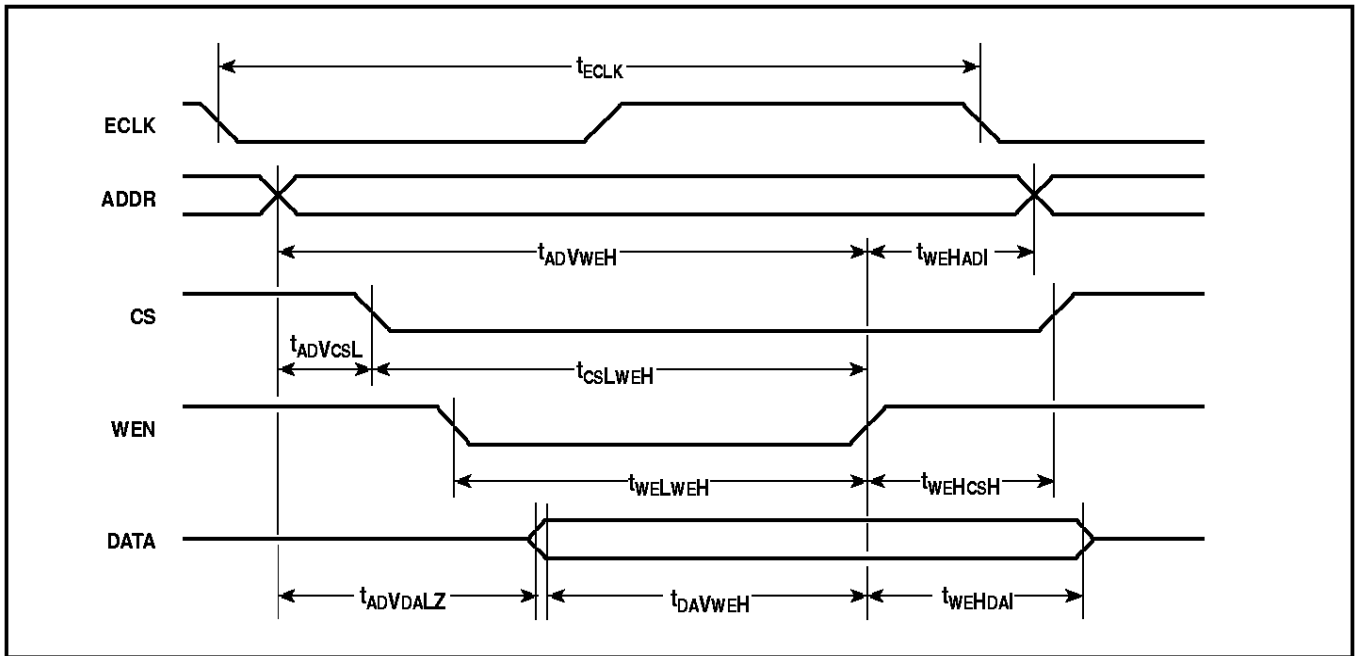 tECLK
ECLK
ADDR
tADVWEH
tWEHADI
CS
tADVCSL
tCSLWEH
WEN
tWELWEH
tWEHCSH
DATA
tADVDALZ
tDAVWEH
tWEHDAI